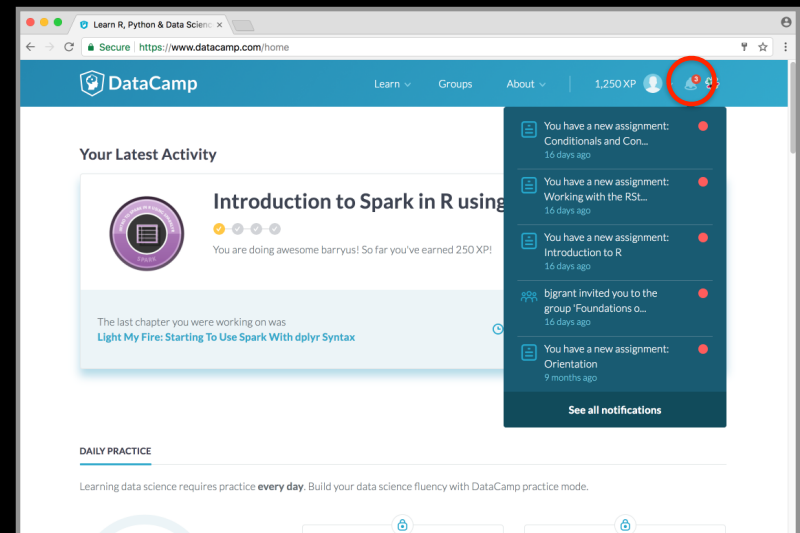 Learn R, Python & Data Scienc
Secure
https://www.datacamp.com/home
DataCamp
Learn
Groups
About
1,250 XP
3
Your Latest Activity
Introduction to Spark in R using
You are doing awesome barryus! So far you've earned 250 XP!
SPARK
The last chapter you were working on was
Light My Fire: Starting To Use Spark With dplyr Syntax
You have a new assignment:
Conditionals and Con...
16 days ago
You have a new assignment:
Working with the RSt...
16 days ago
You have a new assignment:
Introduction to R
16 days ago
bjgrant invited you to the
group 'Foundations o...
16 days ago
You have a new assignment:
Orientation
9 months ago
See all notifications
DAILY PRACTICE
Learning data science requires practice every day. Build your data science fluency with DataCamp practice mode.